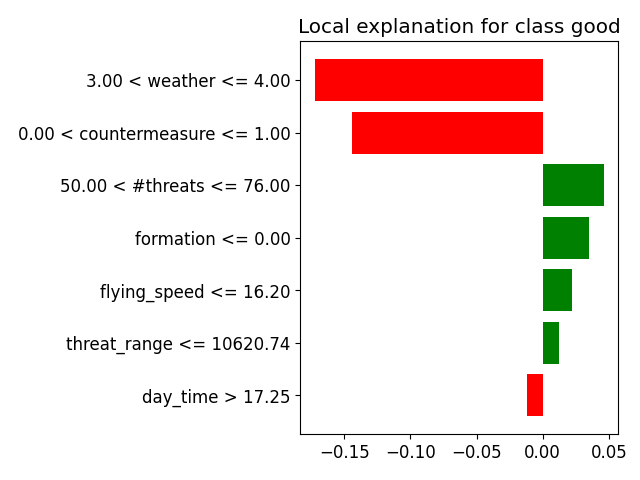 Local explanation for class good
3.00 < weather <= 4.00
0.00 < countermeasure <= 1.00
50.00 < #threats <= 76.00
formation <= 0.00
flying_speed <= 16.20
threat_range <= 10620.74
day_time > 17.25
−0.15 −0.10 −0.05 0.00 0.05